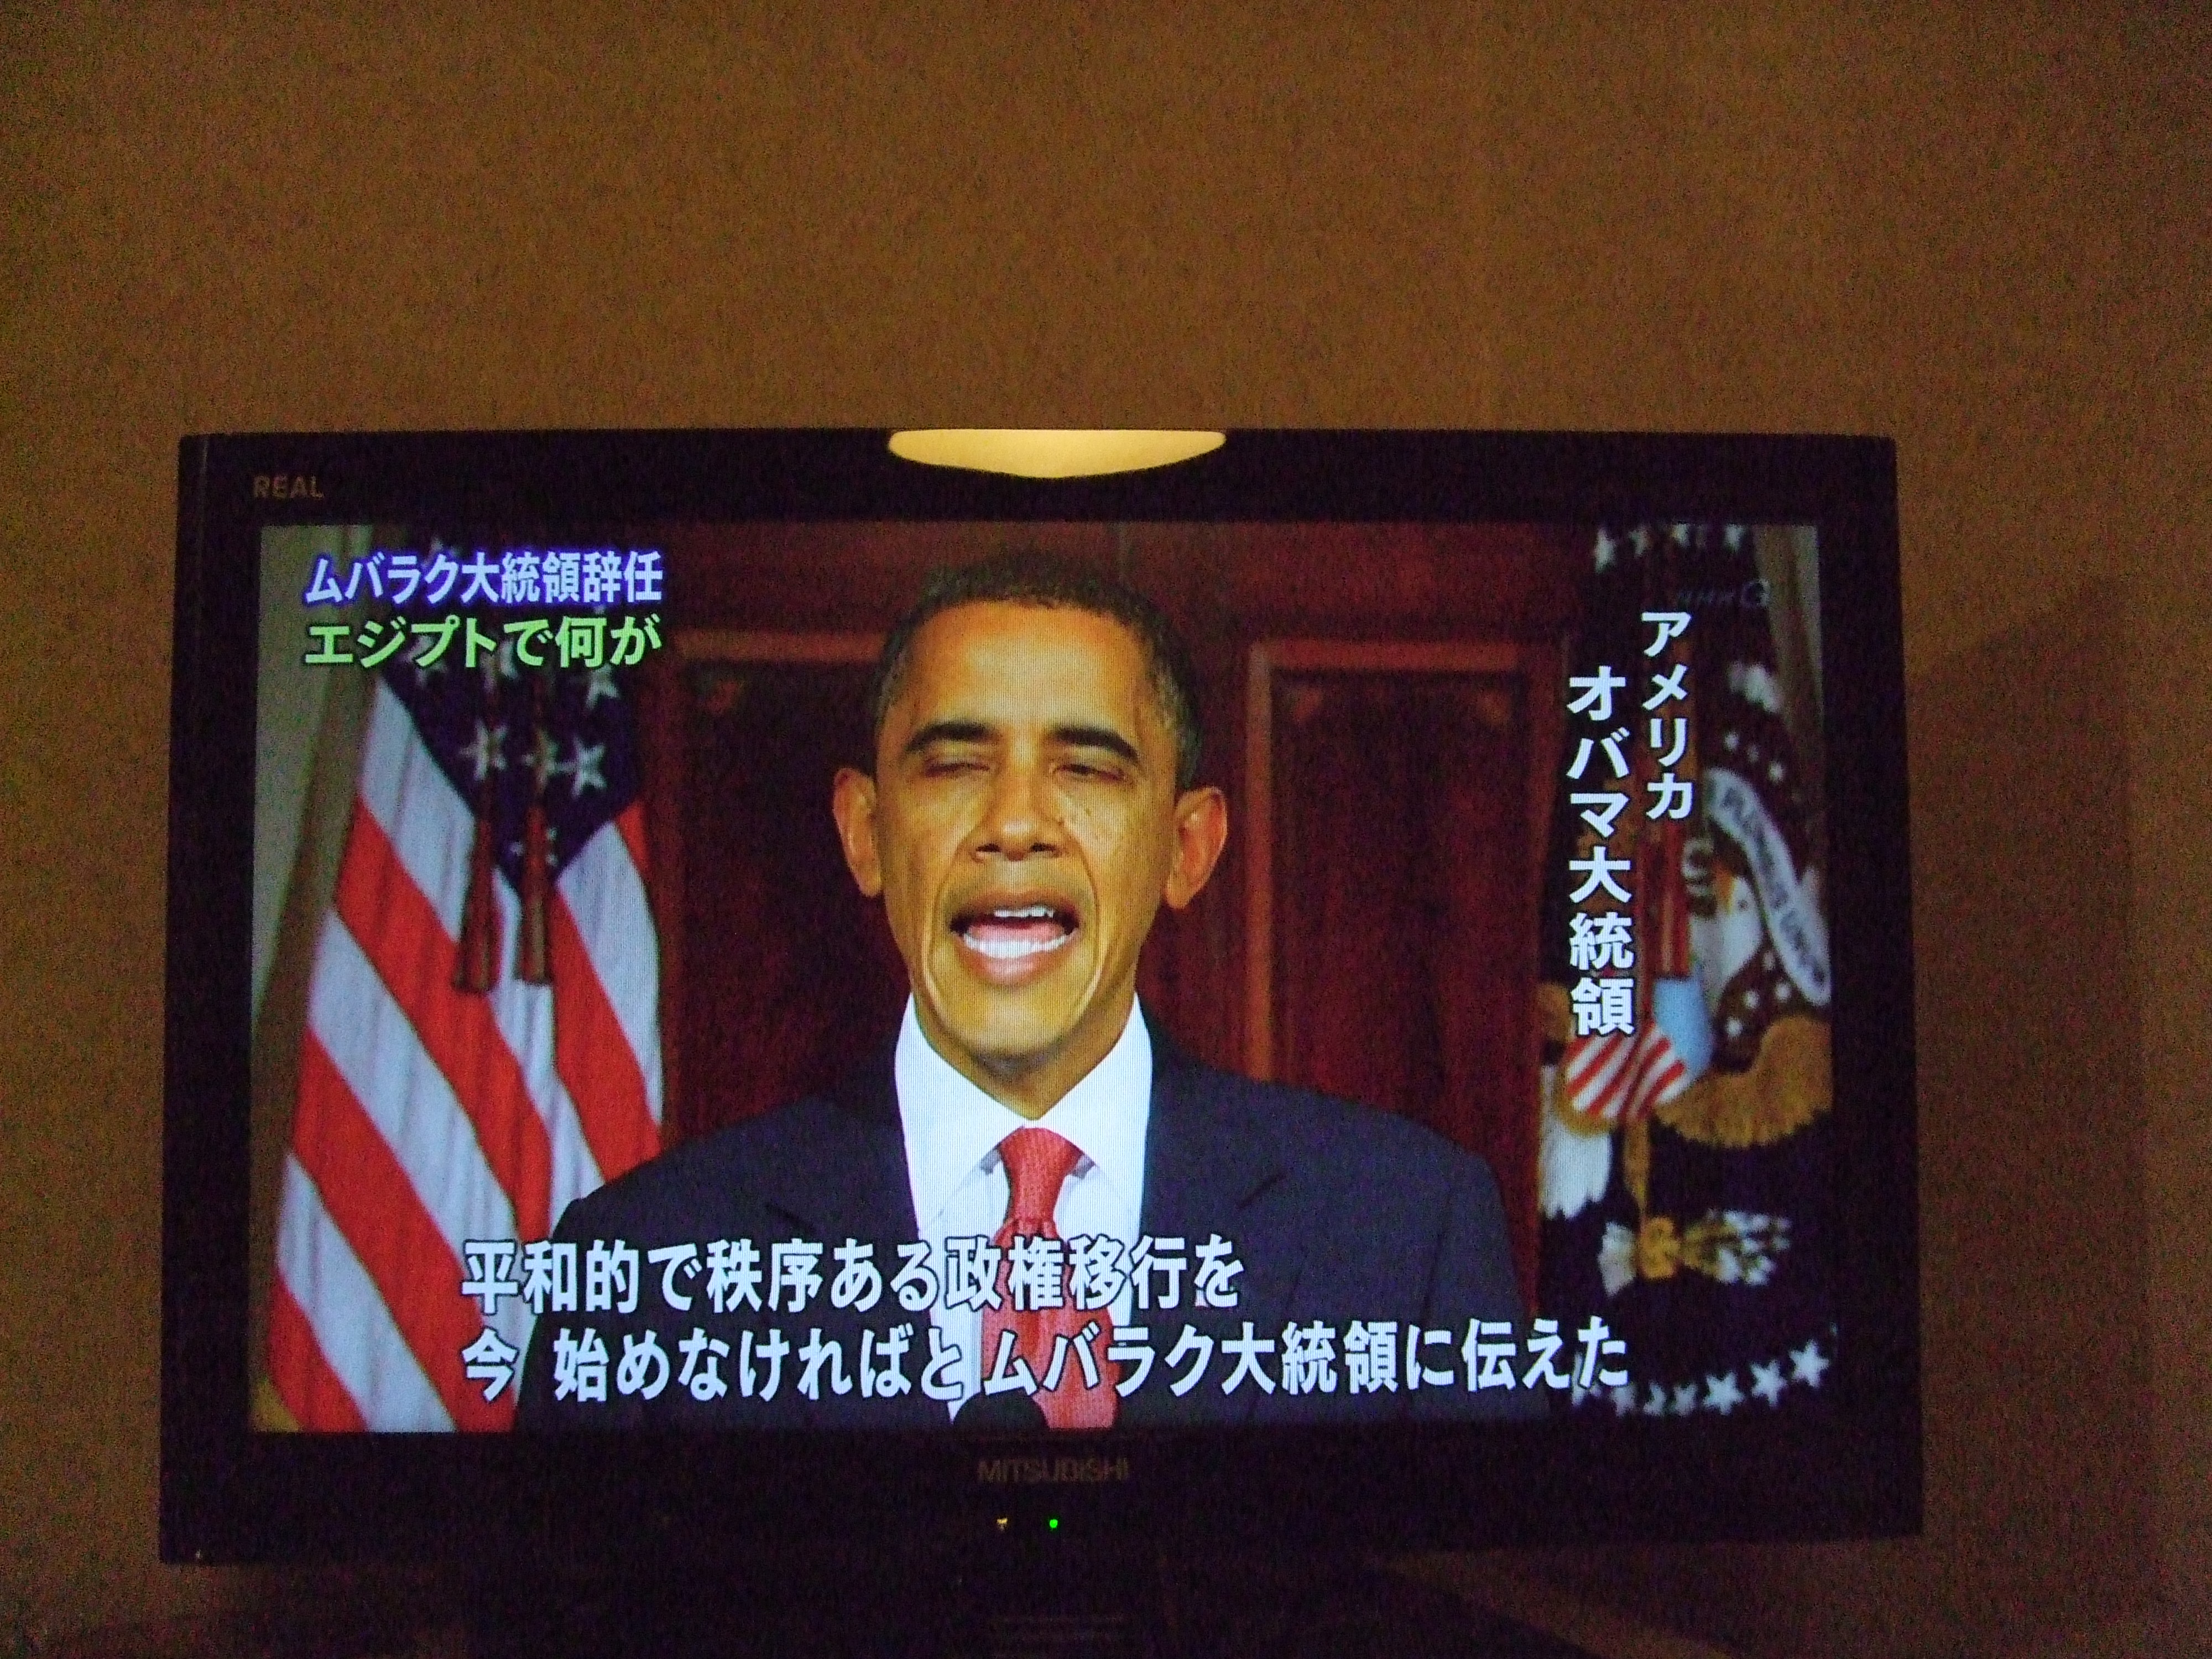 REAL
ムバラク大統領辞任
エジプトで何が
NHK G
アメリカ
オバマ大統領
PLURIBUS UNUM
平和的で秩序ある政権移行を
今 始めなければと ムバラク大統領に伝えた
MITSUBISHI